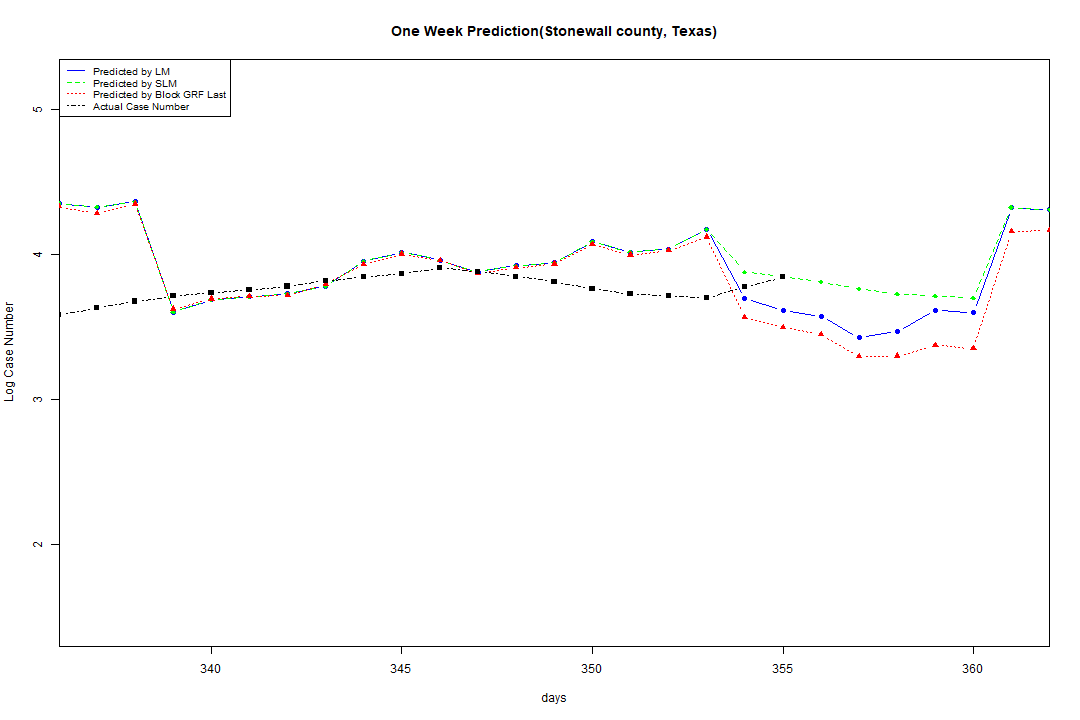 One Week Prediction(Stonewall county, Texas)
Predicted by LM
Predicted by SLM
Predicted by Block GRF Last
Actual Case Number
5
4
3
2
Log Case Number
340 345 350 355 360
days